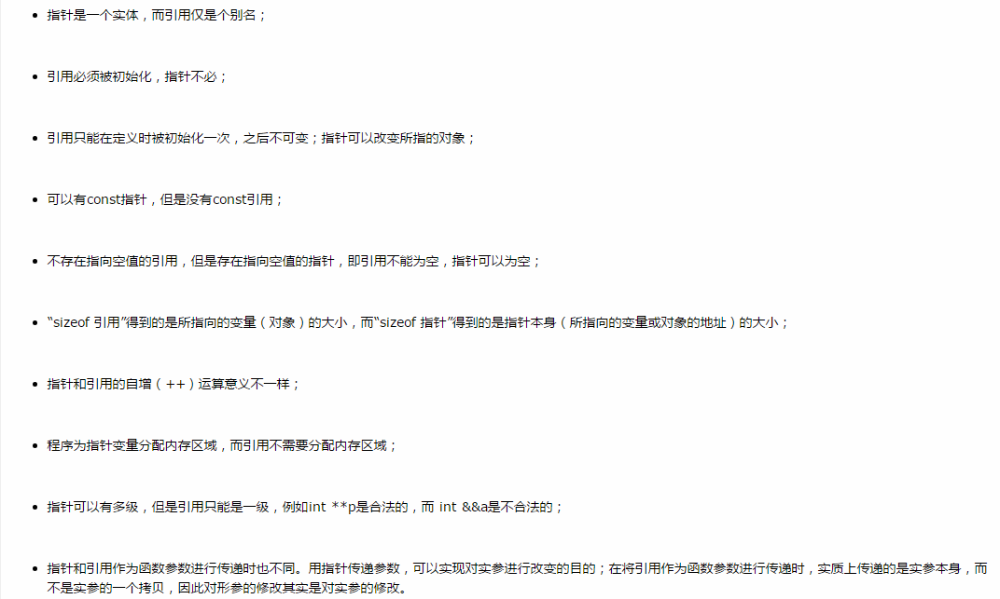 指针是一个实体，而引用仅是个别名；
引用必须被初始化，指针不必；
引用只能在定义时被初始化一次，之后不可变；指针可以改变所指的对象；
可以有const指针，但是没有const引用；
不存在指向空值的引用，但是存在指向空值的指针，即引用不能为空，指针可以为空；
“sizeof 引用”得到的是所指向的变量（对象）的大小，而“sizeof 指针”得到的是指针本身（所指向的变量或对象的地址）的大小；
指针和引用的自增（++）运算意义不一样；
程序为指针变量分配内存区域，而引用不需要分配内存区域；
指针可以有多级，但是引用只能是一级，例如int **p是合法的，而 int &&a是不合法的；
指针和引用作为函数参数进行传递时也不同。用指针传递参数，可以实现对实参进行改变的目的；在将引用作为函数参数进行传递时，实质上传递的是实参本身，而
不是实参的一个拷贝，因此对形参的修改其实是对实参的修改。